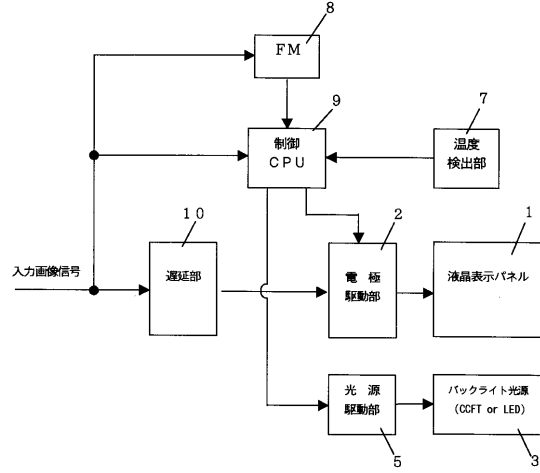 8
FM
9
制御
CPU
7
温度
検出部
10
2
1
入力画像信号
遅延部
電極
駆動部
液晶表示パネル
光源
駆動部
バックライト光源
(CCFT or LED)
5
3